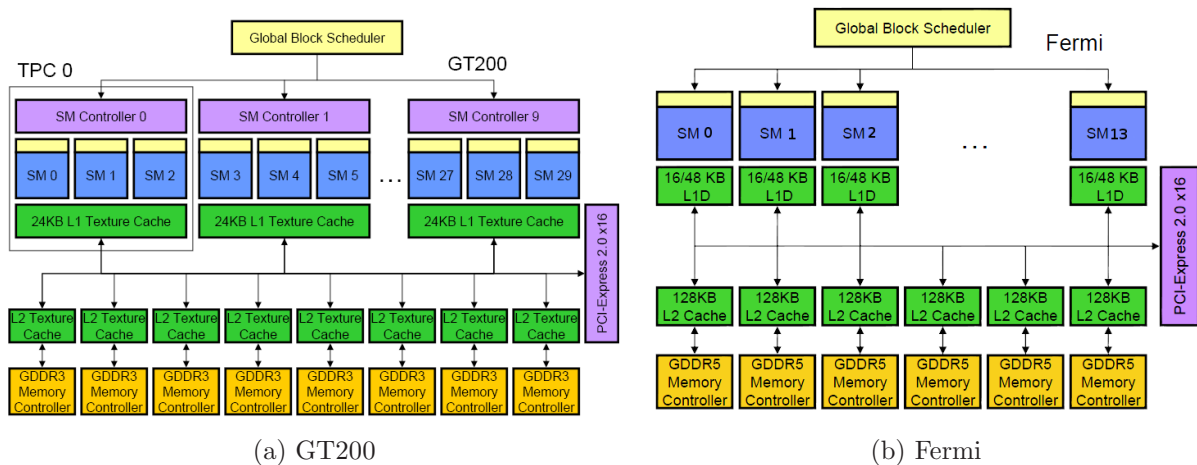 Global Block Scheduler
TPC 0
GT200
SM Controller 0
SM Controller 1
SM Controller 9
SM 0
SM 1
SM 2
SM 3
SM 4
SM 5
...
SM 27
SM 28
SM 29
24KB L1 Texture Cache
24KB L1 Texture Cache
24KB L1 Texture Cache
PCI-Express 2.0 x16
L2 Texture
Cache
L2 Texture
Cache
L2 Texture
Cache
L2 Texture
Cache
L2 Texture
Cache
L2 Texture
Cache
L2 Texture
Cache
L2 Texture
Cache
GDDR3
Memory
Controller
GDDR3
Memory
Controller
GDDR3
Memory
Controller
GDDR3
Memory
Controller
GDDR3
Memory
Controller
GDDR3
Memory
Controller
GDDR3
Memory
Controller
GDDR3
Memory
Controller
(a) GT200
Global Block Scheduler
Fermi
SM 0
SM 1
SM 2
...
SM 13
16/48 KB
L1D
16/48 KB
L1D
16/48 KB
L1D
16/48 KB
L1D
PCI-Express 2.0 x16
128KB
L2 Cache
128KB
L2 Cache
128KB
L2 Cache
128KB
L2 Cache
128KB
L2 Cache
128KB
L2 Cache
GDDR5
Memory
Controller
GDDR5
Memory
Controller
GDDR5
Memory
Controller
GDDR5
Memory
Controller
GDDR5
Memory
Controller
GDDR5
Memory
Controller
(b) Fermi